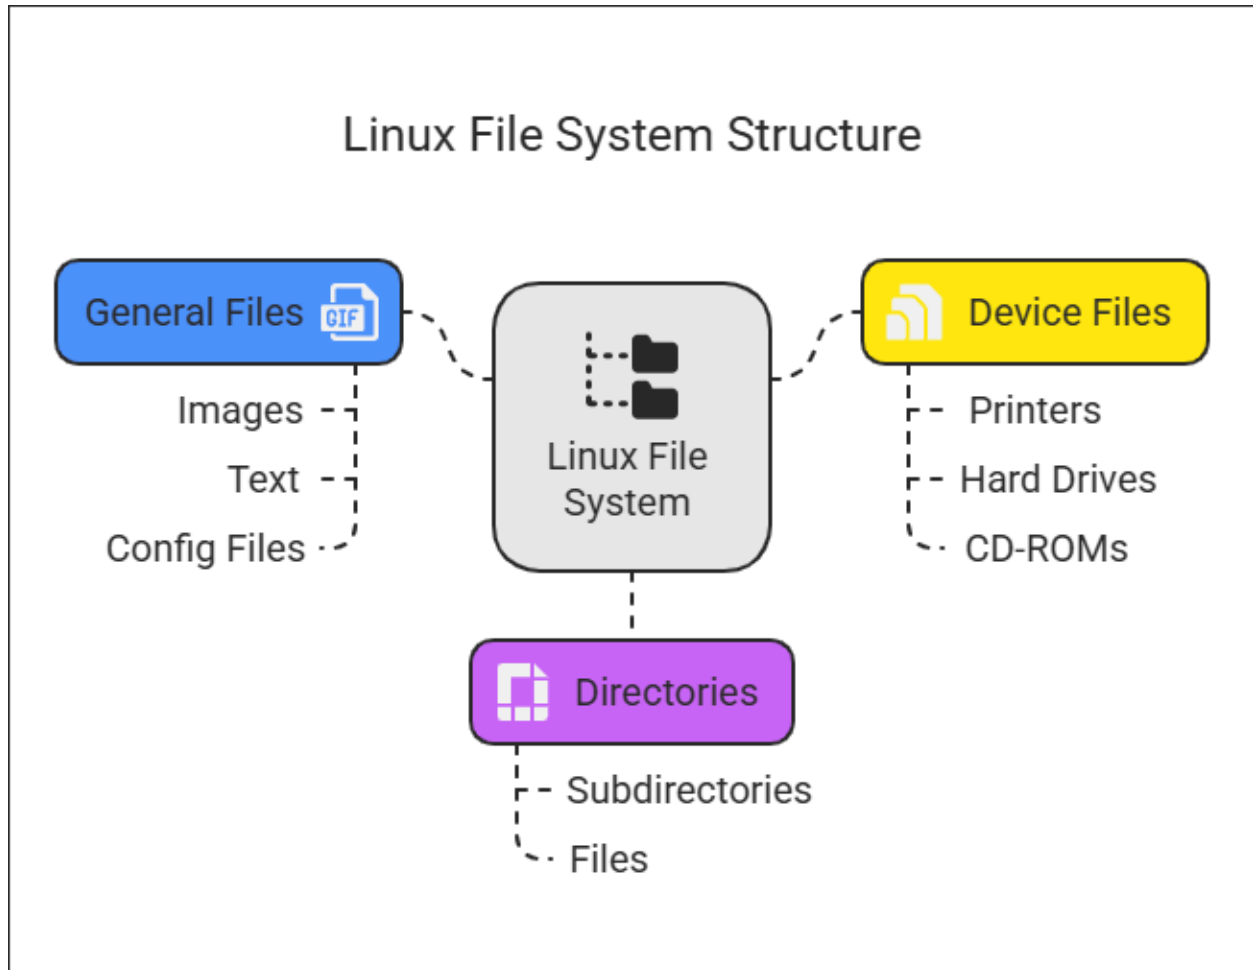 Linux File System Structure
General Files
GIF
Images
Text
Config Files
Linux File
System
Device Files
Printers
Hard Drives
CD-ROMs
Directories
Subdirectories
Files